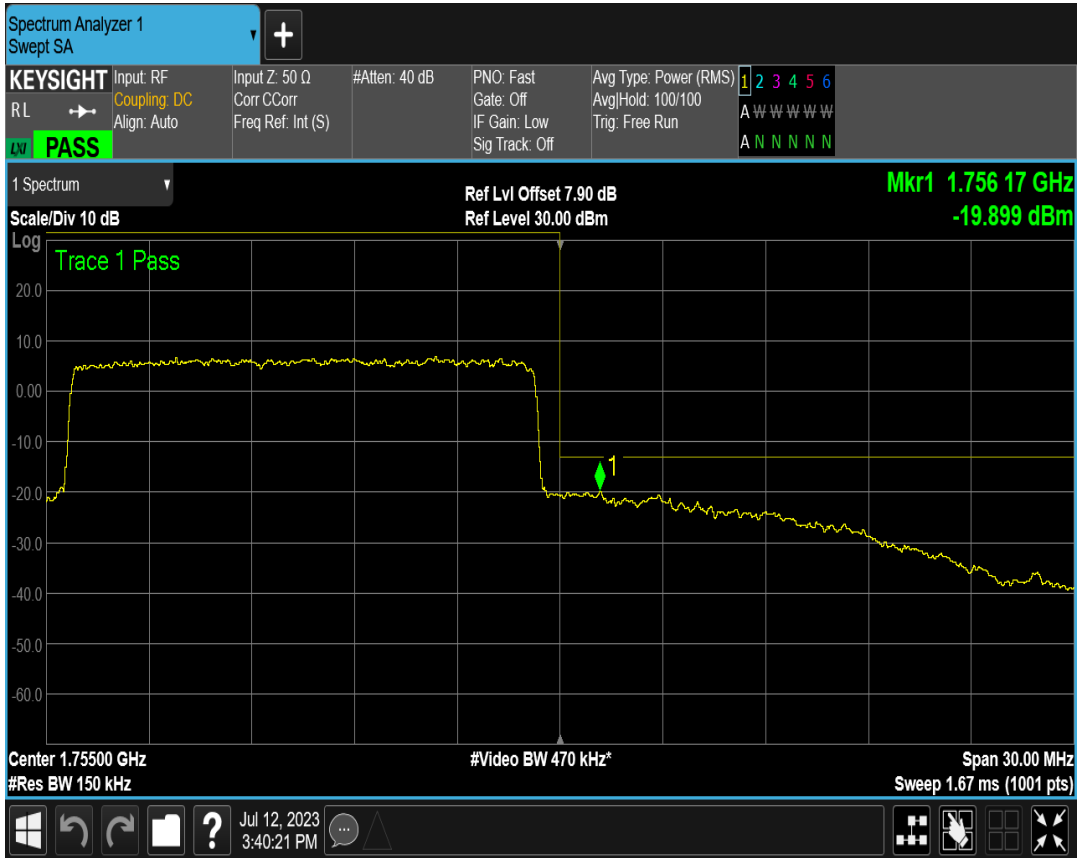 Spectrum Analyzer 1
Swept SA
+
KEYSIGHT Input: RF Input Z: 50 Ω #Atten: 40 dB PNO: Fast Avg Type: Power (RMS) 1 2 3 4 5 6
RL Coupling: DC Corr CCorr Gate: Off Avg|Hold: 100/100 A W W W W W
Align: Auto Freq Ref: Int (S) IF Gain: Low Trig: Free Run
LXI PASS Sig Track: Off A N N N N N
1 Spectrum
Ref Lvl Offset 7.90 dB
Mkr1 1.756 17 GHz
Scale/Div 10 dB
Ref Level 30.00 dBm
-19.899 dBm
Log
Trace 1 Pass
20.0
10.0
0.00
-10.0
1
-20.0
-30.0
-40.0
-50.0
-60.0
Center 1.75500 GHz #Video BW 470 kHz* Span 30.00 MHz
#Res BW 150 kHz Sweep 1.67 ms (1001 pts)
? Jul 12, 2023
3:40:21 PM